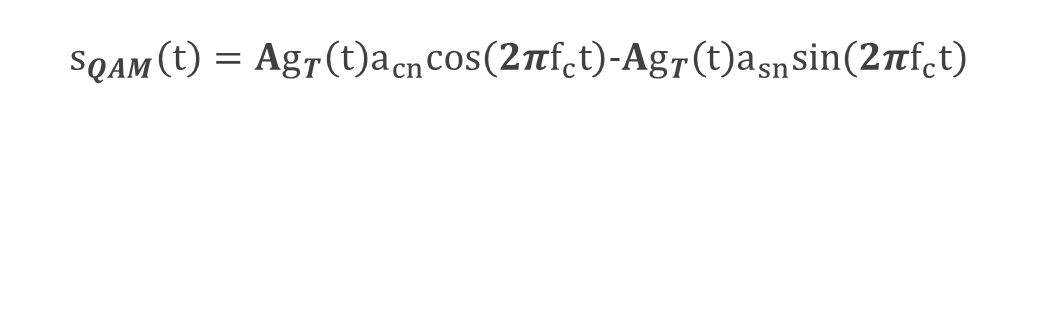 s_QAM(t) = Ag_T(t)a_cn cos(2πf_c t)-Ag_T(t)a_sn sin(2πf_c t)